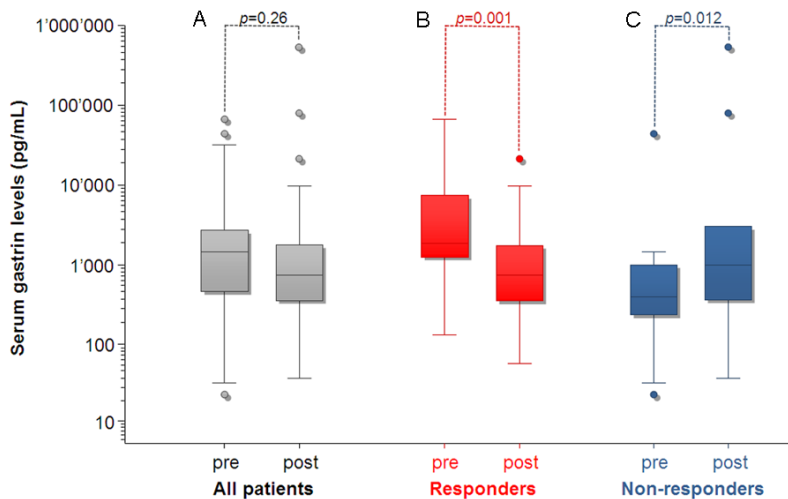 1'000'000
A
p=0.26
B
p=0.001
C
p=0.012
100'000
10'000
1'000
100
10
Serum gastrin levels (pg/mL)
pre
post
pre
post
pre
post
All patients
Responders
Non-responders